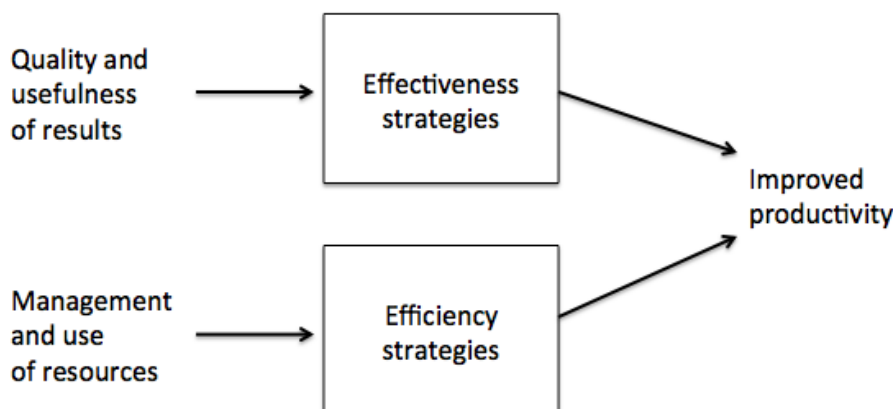 Quality and
usefulness
of results
Effectiveness
strategies
Improved
productivity
Management
and use
of resources
Efficiency
strategies